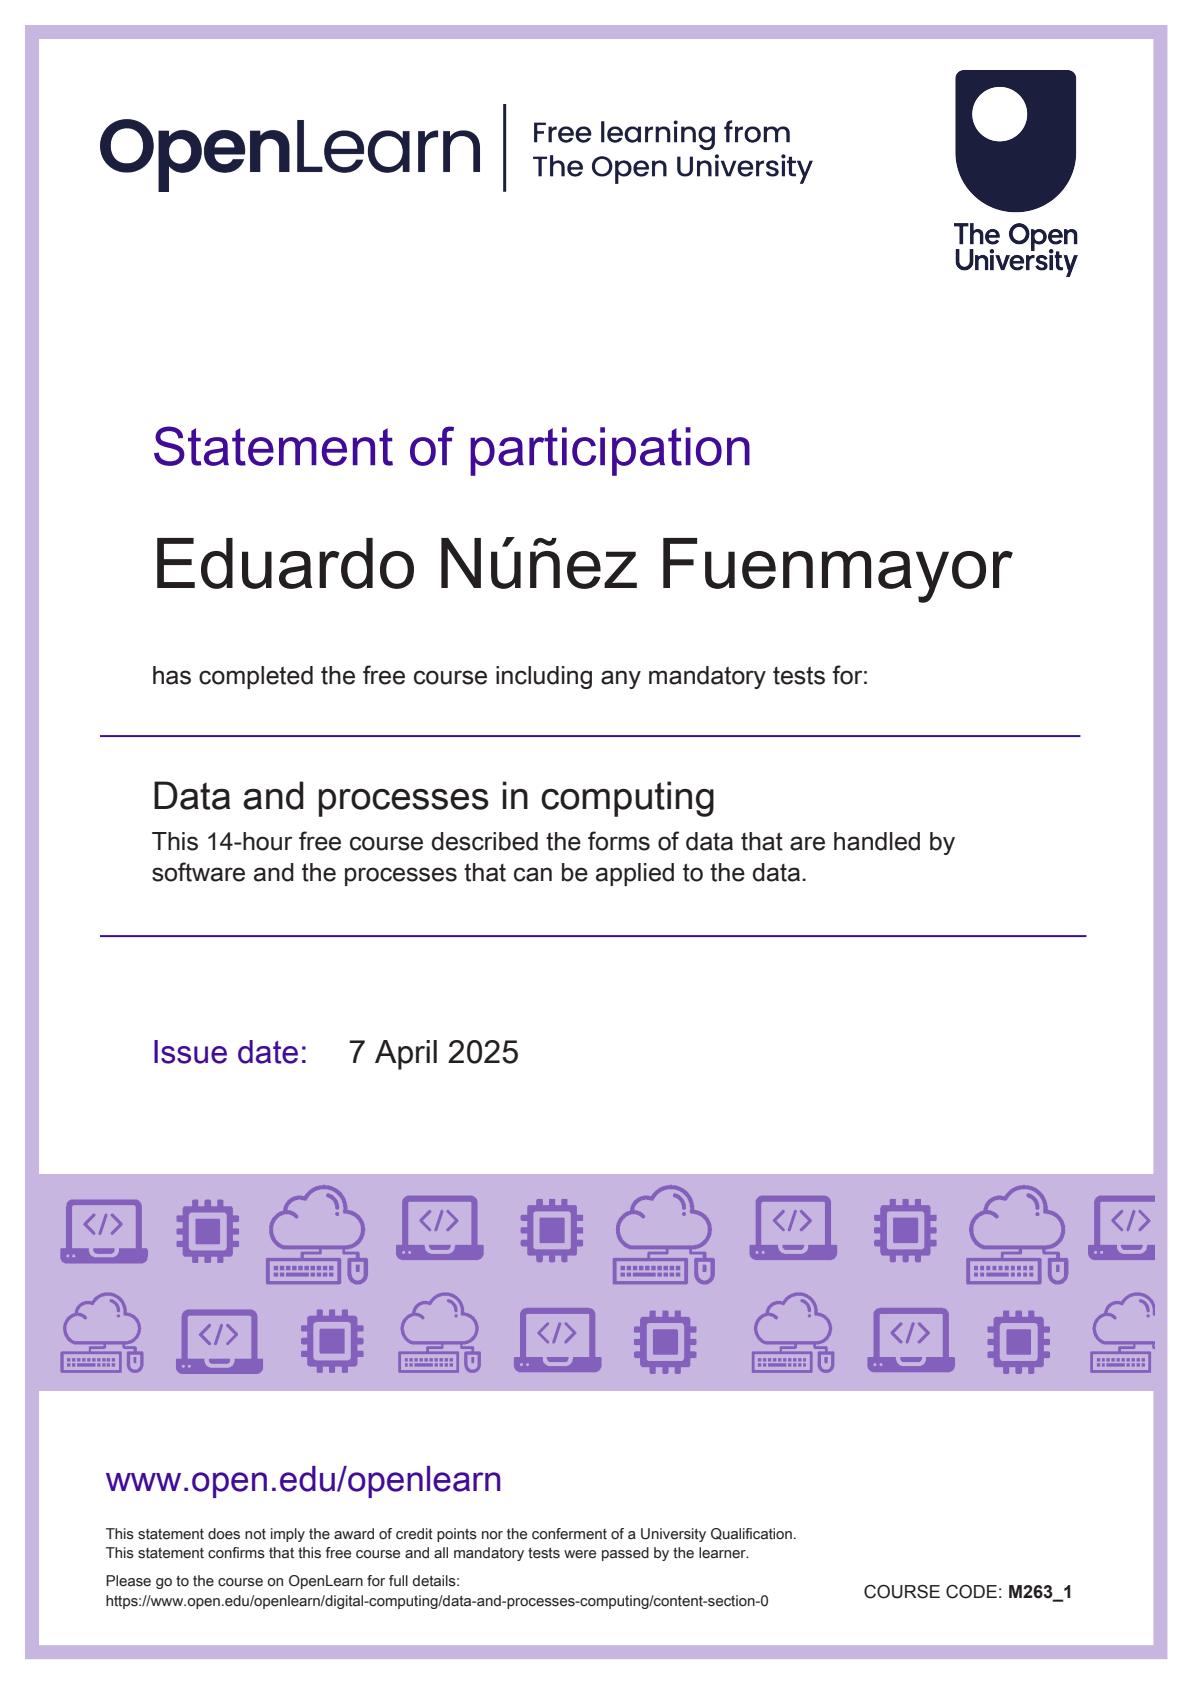 OpenLearn
Free learning from
The Open University
The Open
University
Statement of participation
Eduardo Núñez Fuenmayor
has completed the free course including any mandatory tests for:
Data and processes in computing
This 14-hour free course described the forms of data that are handled by
software and the processes that can be applied to the data.
Issue date: 7 April 2025
www.open.edu/openlearn
This statement does not imply the award of credit points nor the conferment of a University Qualification.
This statement confirms that this free course and all mandatory tests were passed by the learner.
Please go to the course on OpenLearn for full details:
https://www.open.edu/openlearn/digital-computing/data-and-processes-computing/content-section-0
COURSE CODE: M263_1